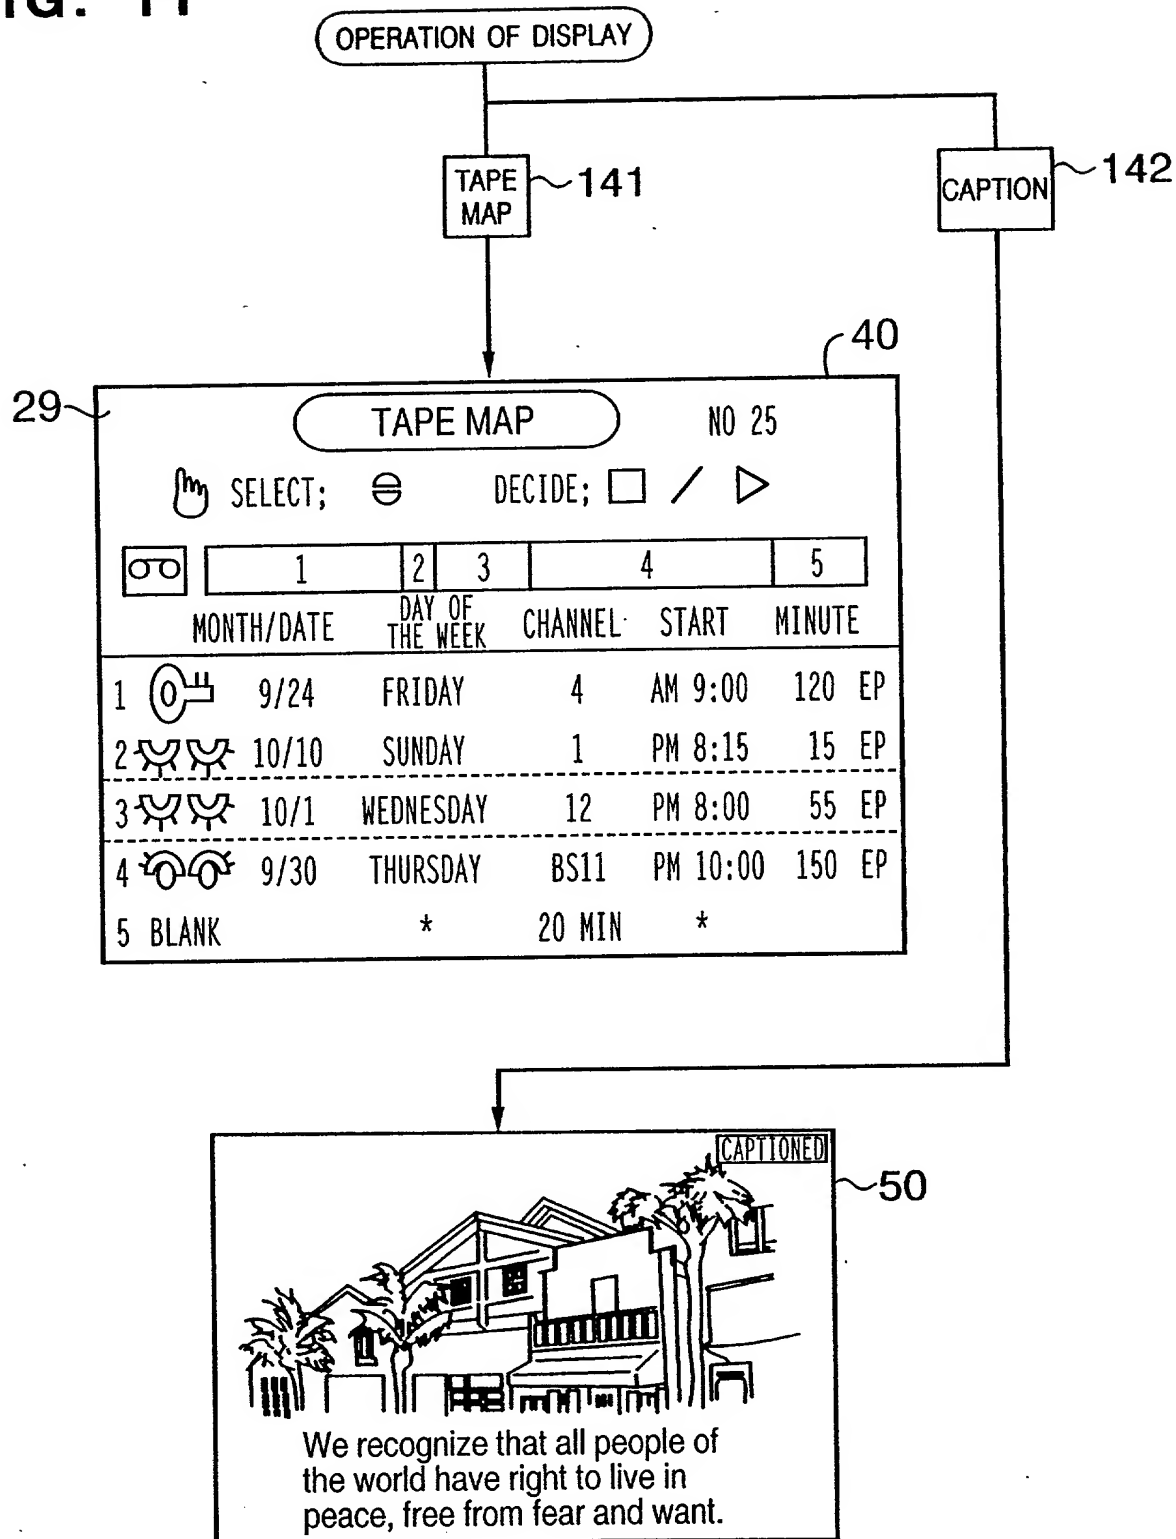 FIG. 11
OPERATION OF DISPLAY
TAPE
MAP
141
CAPTION
142
40
29
TAPE MAP
NO 25
SELECT;
DECIDE;
1 2 3 4 5
MONTH/DATE DAY OF THE WEEK CHANNEL START MINUTE
1 9/24 FRIDAY 4 AM 9:00 120 EP
2 10/10 SUNDAY 1 PM 8:15 15 EP
3 10/1 WEDNESDAY 12 PM 8:00 55 EP
4 9/30 THURSDAY BS11 PM 10:00 150 EP
5 BLANK * 20 MIN *
CAPTIONED
50
We recognize that all people of
the world have right to live in
peace, free from fear and want.